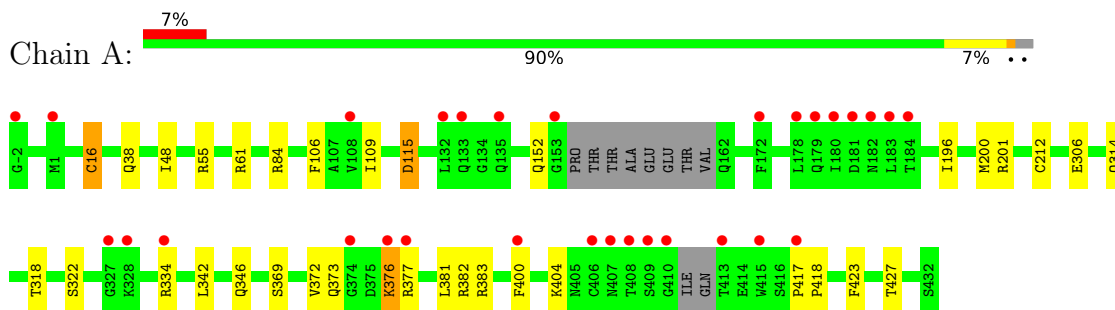 7%
Chain A:
90%
7%
G-2 M1 C16 Q38 I48 R55 R61 R84 F106 A107 V108 I109 D115 L132 Q133 G134 Q135 Q152 G153 PRO THR THR ALA GLU GLU THR VAL Q162 F172 L178 Q179 I180 D181 N182 L183 T184 I196 M200 R201 C212 E306
T318 S322 G327 K328 R334 L342 Q346 S369 V372 Q373 G374 D375 K376 R377 L381 R382 R383 F400 K404 N405 C406 N407 T408 S409 G410 ILE GLN T413 E414 W415 S416 P417 P418 F423 T427 S432